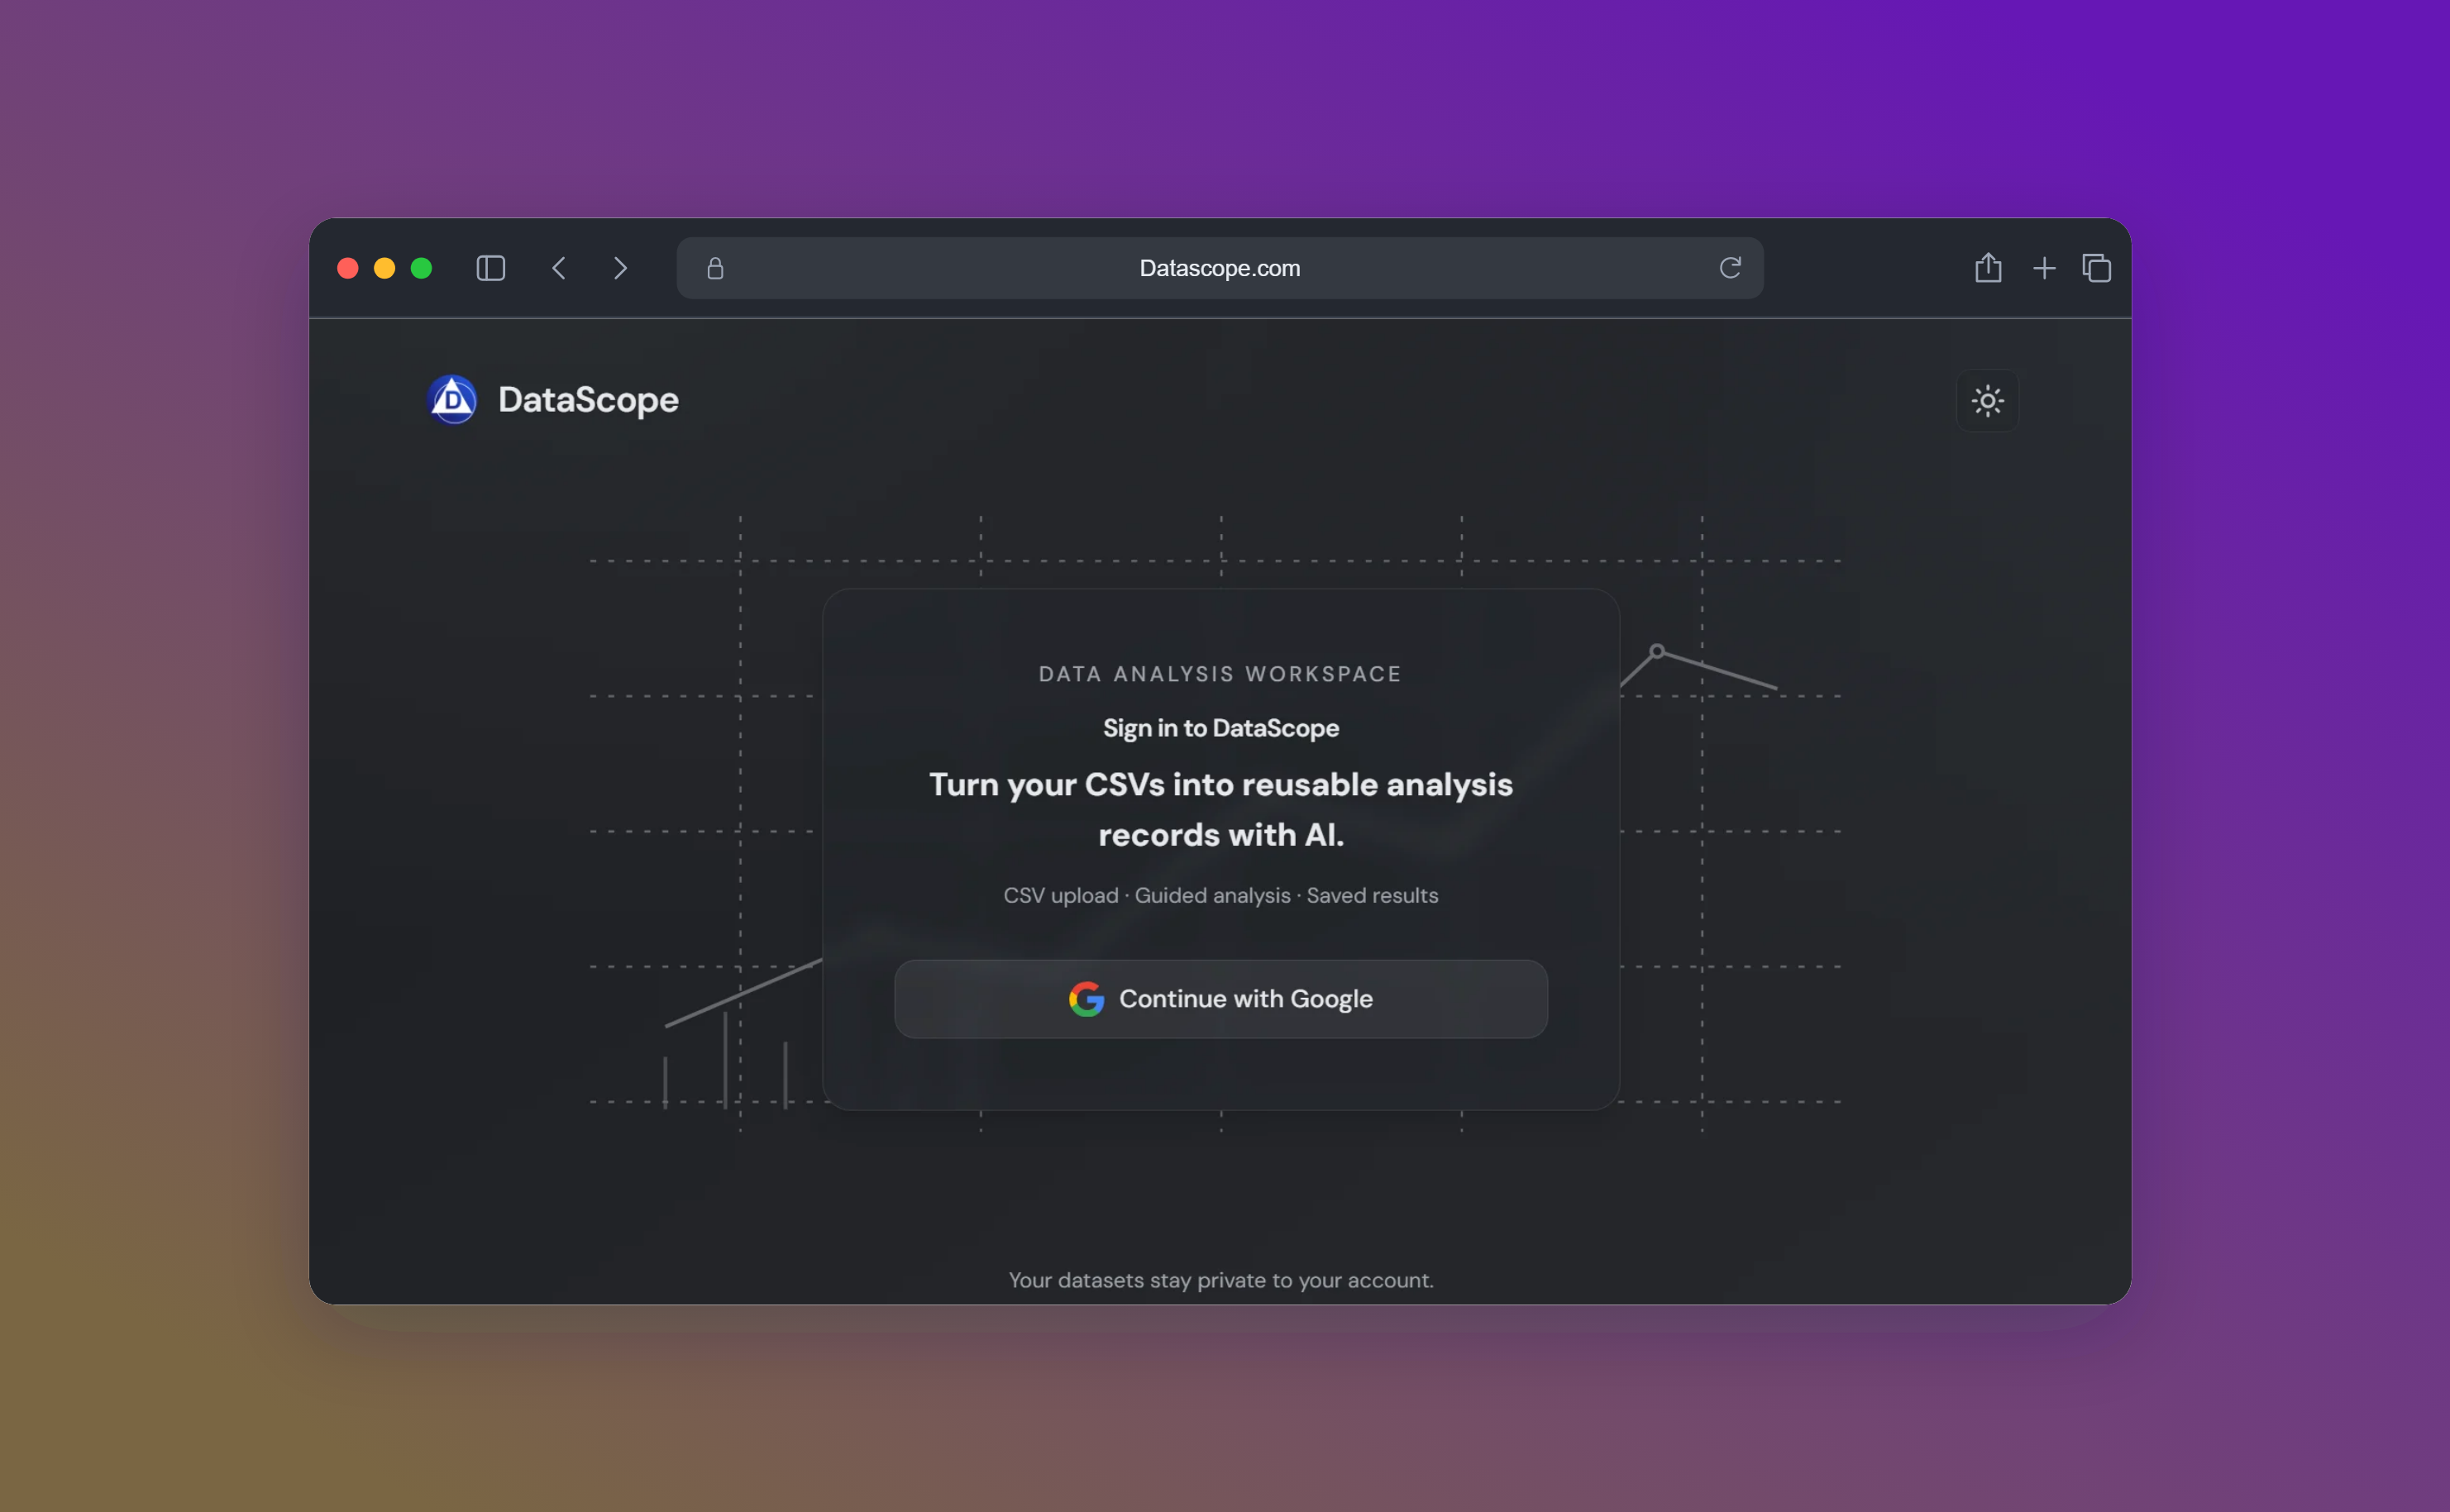 Datascope.com
D
DataScope
DATA ANALYSIS WORKSPACE
Sign in to DataScope
Turn your CSVs into reusable analysis
records with AI.
CSV upload · Guided analysis · Saved results
Continue with Google
Your datasets stay private to your account.